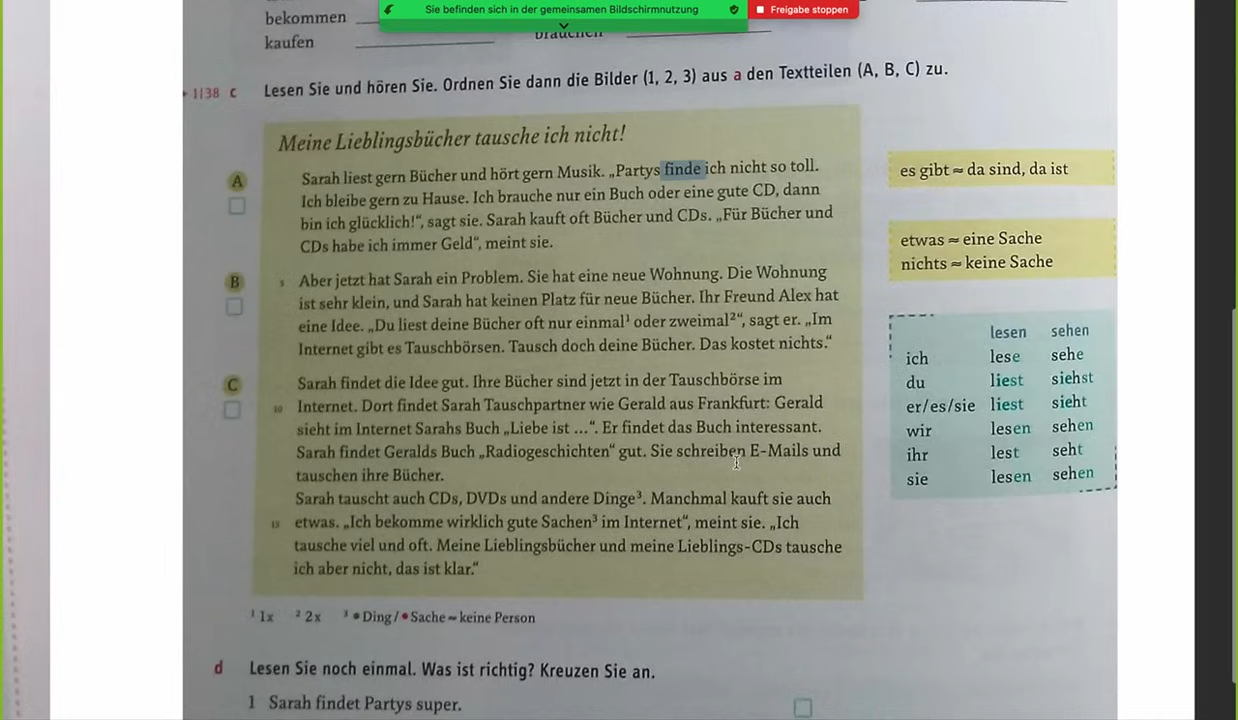 Sie befinden sich in der gemeinsamen Bildschirmnutzung
Freigabe stoppen
bekommen
kaufen
brauchen
1|38 c Lesen Sie und hören Sie. Ordnen Sie dann die Bilder (1, 2, 3) aus a den Textteilen (A, B, C) zu.
Meine Lieblingsbücher tausche ich nicht!
A Sarah liest gern Bücher und hört gern Musik. „Partys finde ich nicht so toll.
Ich bleibe gern zu Hause. Ich brauche nur ein Buch oder eine gute CD, dann
bin ich glücklich!“, sagt sie. Sarah kauft oft Bücher und CDs. „Für Bücher und
CDs habe ich immer Geld“, meint sie.
B 5 Aber jetzt hat Sarah ein Problem. Sie hat eine neue Wohnung. Die Wohnung
ist sehr klein, und Sarah hat keinen Platz für neue Bücher. Ihr Freund Alex hat
eine Idee. „Du liest deine Bücher oft nur einmal¹ oder zweimal²“, sagt er. „Im
Internet gibt es Tauschbörsen. Tausch doch deine Bücher. Das kostet nichts.“
C Sarah findet die Idee gut. Ihre Bücher sind jetzt in der Tauschbörse im
10 Internet. Dort findet Sarah Tauschpartner wie Gerald aus Frankfurt: Gerald
sieht im Internet Sarahs Buch „Liebe ist ...“. Er findet das Buch interessant.
Sarah findet Geralds Buch „Radiogeschichten“ gut. Sie schreiben E-Mails und
tauschen ihre Bücher.
Sarah tauscht auch CDs, DVDs und andere Dinge³. Manchmal kauft sie auch
15 etwas. „Ich bekomme wirklich gute Sachen³ im Internet“, meint sie. „Ich
tausche viel und oft. Meine Lieblingsbücher und meine Lieblings-CDs tausche
ich aber nicht, das ist klar.“
¹ 1x ² 2x ³ • Ding / • Sache ≈ keine Person
es gibt ≈ da sind, da ist
etwas ≈ eine Sache
nichts ≈ keine Sache
lesen sehen
ich lese sehe
du liest siehst
er/es/sie liest sieht
wir lesen sehen
ihr lest seht
sie lesen sehen
d Lesen Sie noch einmal. Was ist richtig? Kreuzen Sie an.
1 Sarah findet Partys super.